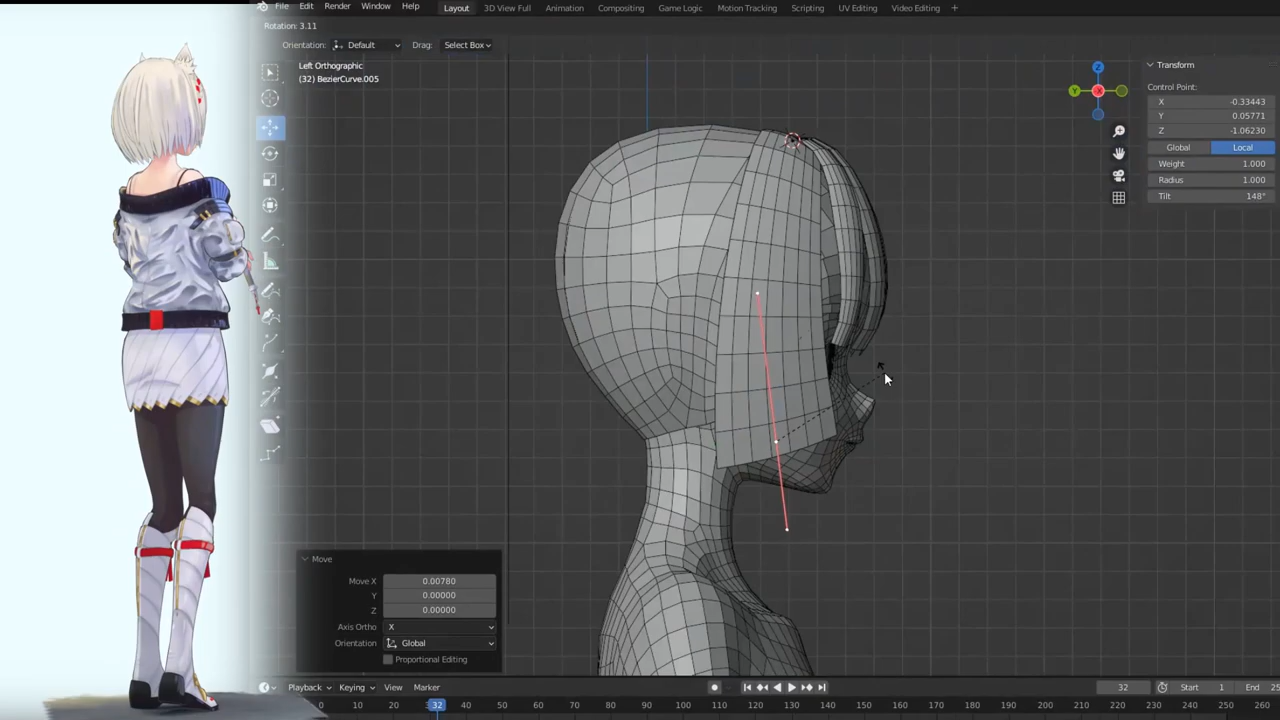 File Edit Render Window Help Layout 3D View Full Animation Compositing Game Logic Motion Tracking Scripting UV Editing Video Editing +
Rotation: 3.11
Orientation: Default Drag: Select Box
Left Orthographic
(32) BezierCurve.005
Z
Y
X
Transform
Control Point:
X -0.33443
Y 0.05771
Z -1.06230
Global Local
Weight 1.000
Radius 1.000
Tilt 148°
Move
Move X 0.00780
Y 0.00000
Z 0.00000
Axis Ortho X
Orientation Global
Proportional Editing
Playback Keying View Marker 32 Start 1 End 25
0 10 20 32 40 50 60 70 80 90 100 110 120 130 140 150 160 170 180 190 200 210 220 230 240 250 260